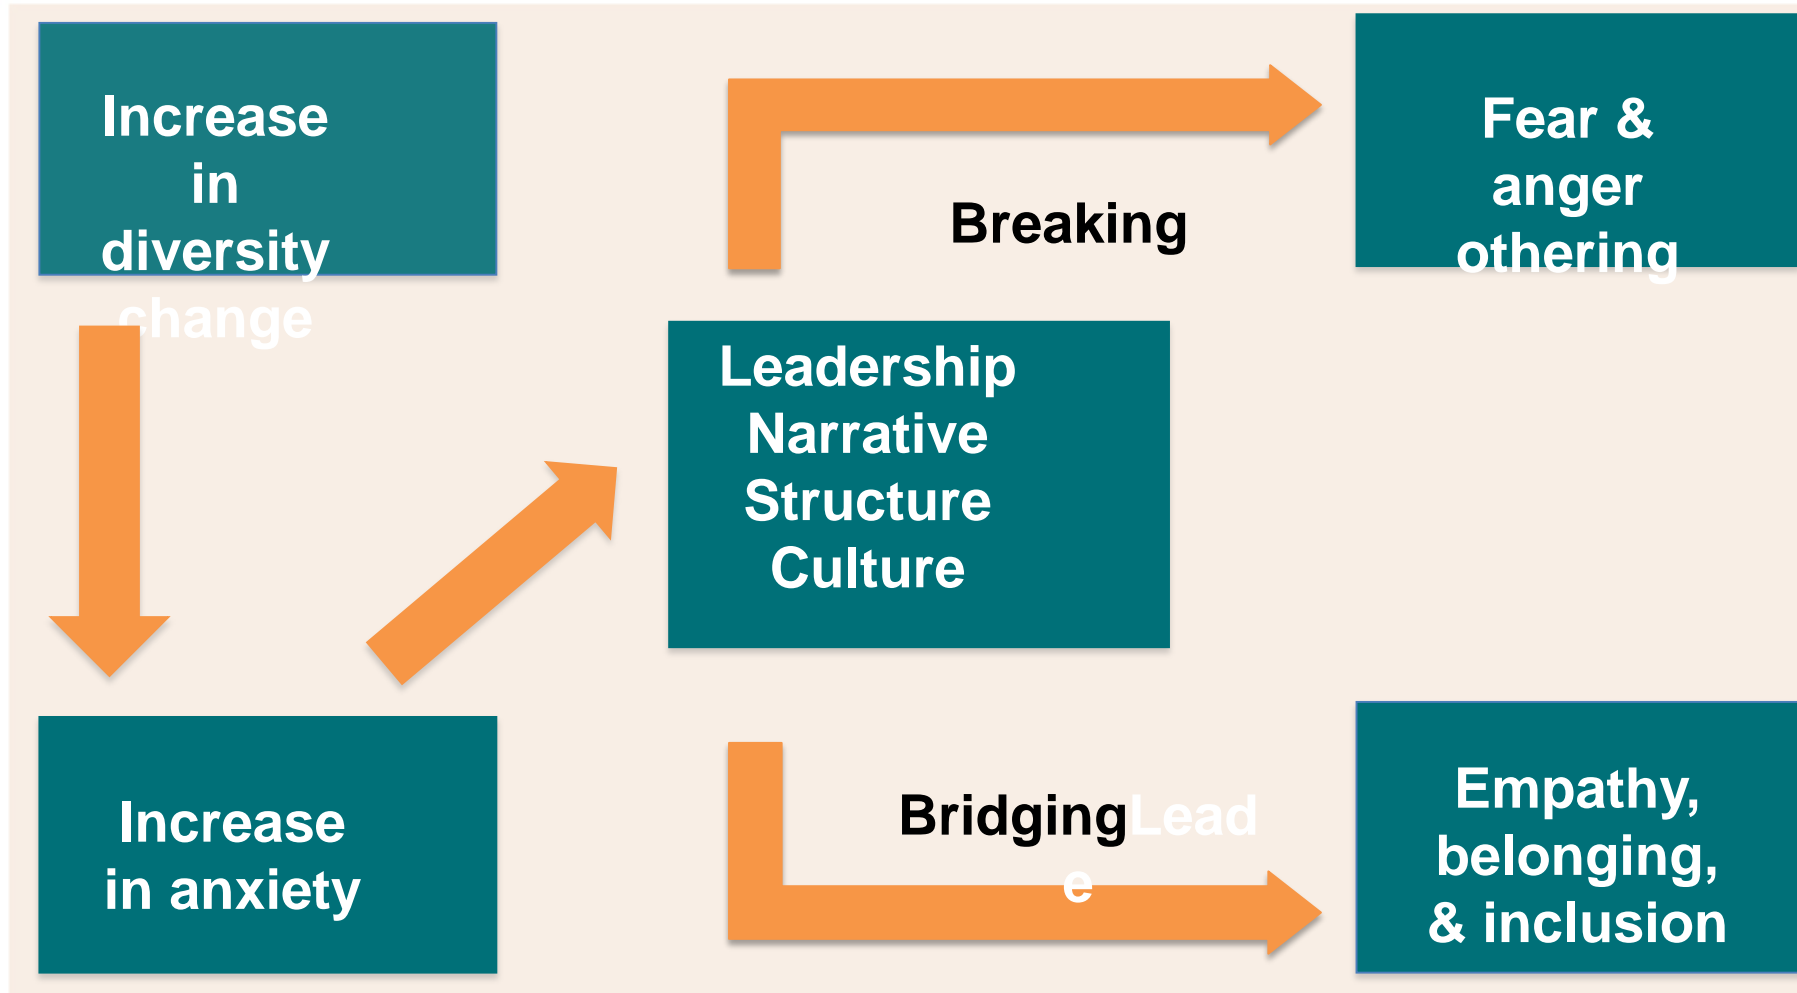 Increase
in
diversity
change
Breaking
Fear &
anger
othering
Leadership
Narrative
Structure
Culture
Increase
in anxiety
BridgingLead
e
Empathy,
belonging,
& inclusion